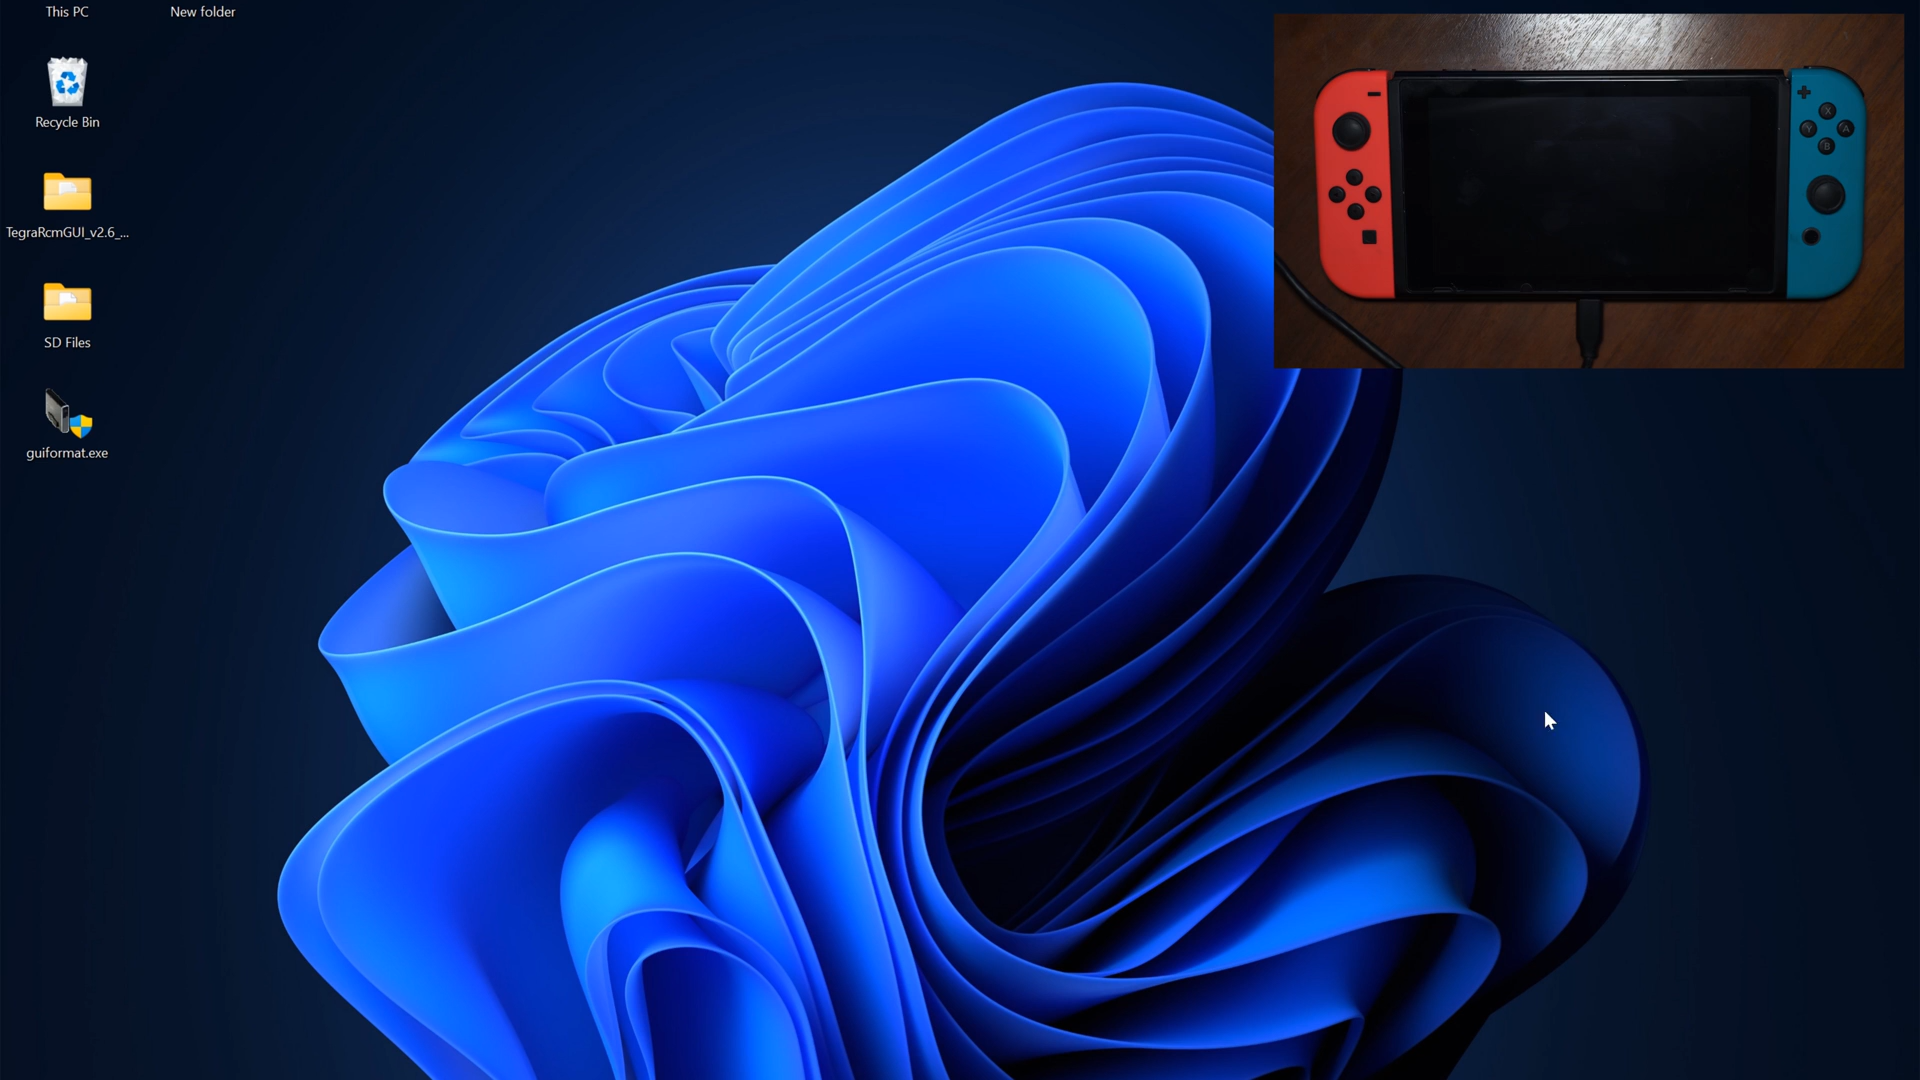 This PC
New folder
Recycle Bin
TegraRcmGUI_v2.6_...
SD Files
guiformat.exe
X
Y
A
B